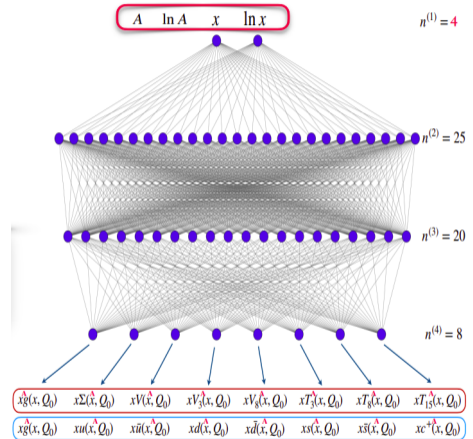 A ln A x ln x
n⁽¹⁾ = 4
n⁽²⁾ = 25
n⁽³⁾ = 20
n⁽⁴⁾ = 8
xg^A(x, Q₀) xΣ^A(x, Q₀) xV^A(x, Q₀) xV₃^A(x, Q₀) xV₈^A(x, Q₀) xT₃^A(x, Q₀) xT₈^A(x, Q₀) xT₁₅^A(x, Q₀)
xg^A(x, Q₀) xu^A(x, Q₀) xū^A(x, Q₀) xd^A(x, Q₀) xd̄^A(x, Q₀) xs^A(x, Q₀) xs̄^A(x, Q₀) xc⁺^A(x, Q₀)